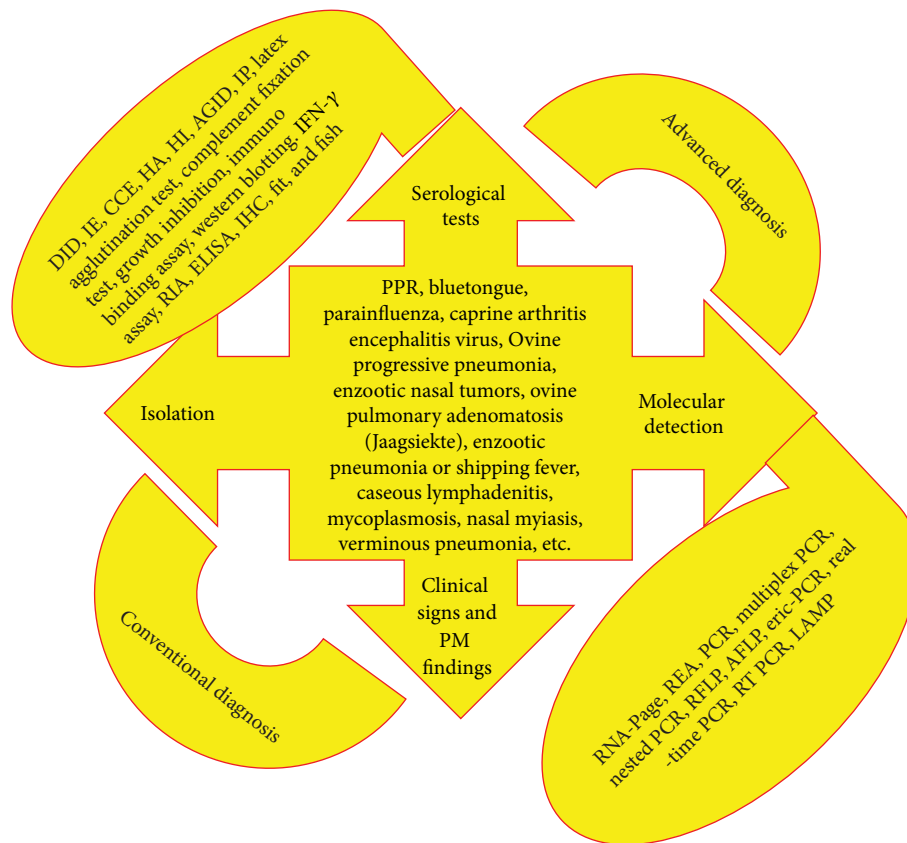 DID, IE, CCE, HA, HI, AGID, IP, latex
agglutination test, complement fixation
test, growth inhibition, immuno
binding assay, western blotting. IFN-γ
assay, RIA, ELISA, IHC, fit, and fish
Advanced diagnosis
Serological
tests
PPR, bluetongue,
parainfluenza, caprine arthritis
encephalitis virus, Ovine
progressive pneumonia,
enzootic nasal tumors, ovine
pulmonary adenomatosis
(Jaagsiekte), enzootic
pneumonia or shipping fever,
caseous lymphadenitis,
mycoplasmosis, nasal myiasis,
verminous pneumonia, etc.
Isolation
Molecular
detection
Clinical
signs and
PM
findings
Conventional diagnosis
RNA-Page, REA, PCR, multiplex PCR,
nested PCR, RFLP, AFLP, eric-PCR, real
-time PCR, RT PCR, LAMP